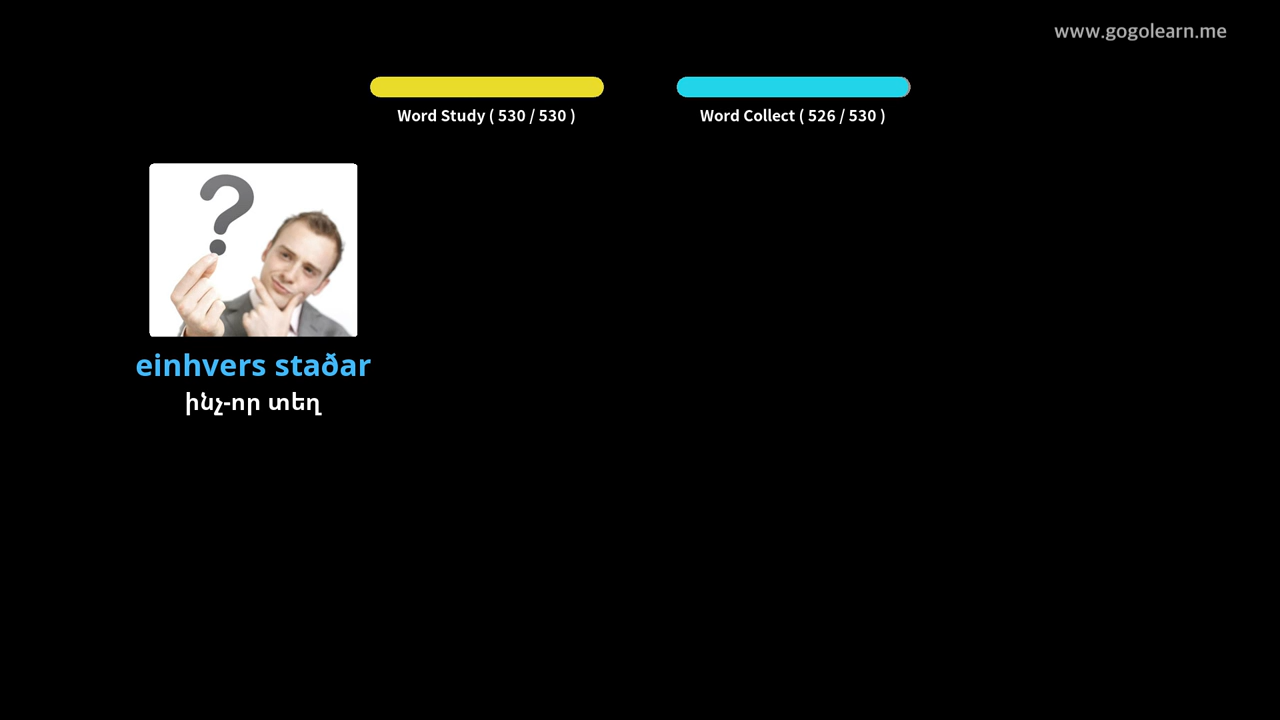 www.gogolearn.me
Word Study ( 530 / 530 )
Word Collect ( 526 / 530 )
einhvers staðar
ինչ-որ տեղ